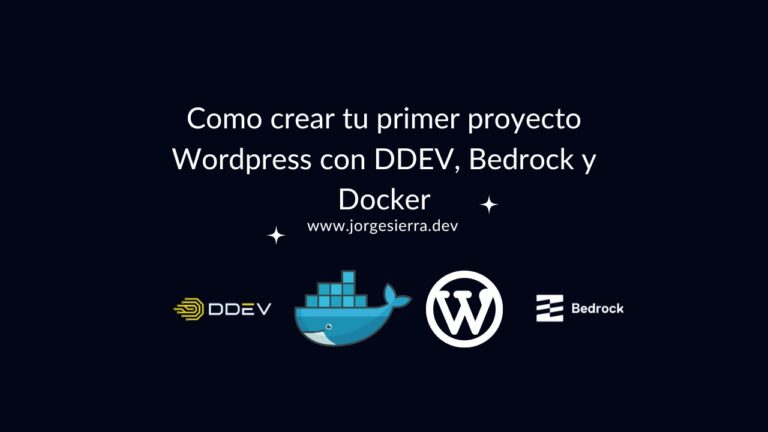 Como crear tu primer proyecto
Wordpress con DDEV, Bedrock y
Docker
www.jorgesierra.dev
DDEV
W
Bedrock